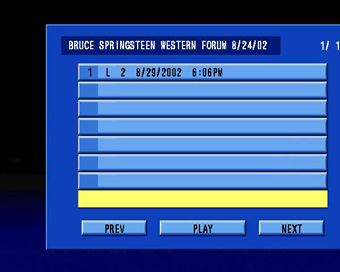 BRUCE SPRINGSTEEN WESTERN FORUM 8/24/02 1/ 1
1 L 2 8/29/2002 6:06PM
PREV PLAY NEXT